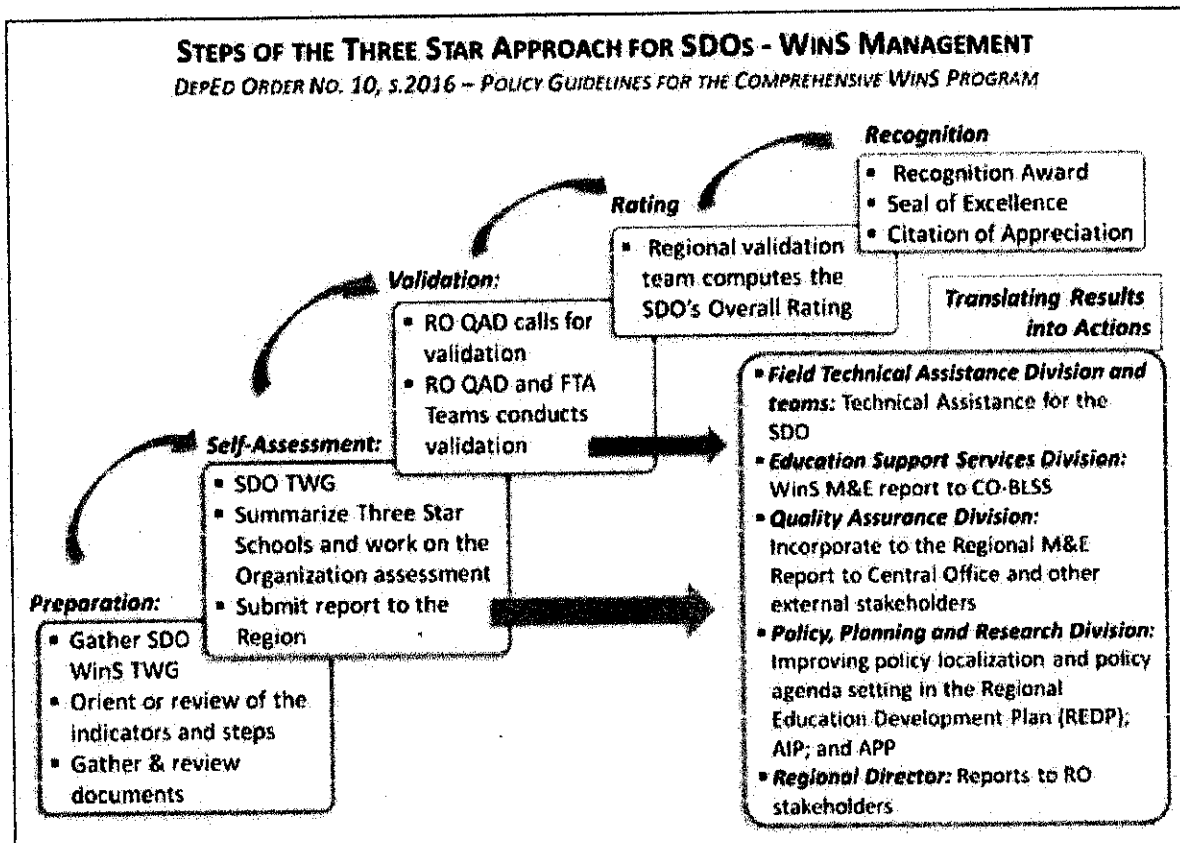 STEPS OF THE THREE STAR APPROACH FOR SDOS - WINS MANAGEMENT
DEPED ORDER NO. 10, S.2016 – POLICY GUIDELINES FOR THE COMPREHENSIVE WINS PROGRAM
Recognition
▪ Recognition Award
▪ Seal of Excellence
▪ Citation of Appreciation
Rating
▪ Regional validation
team computes the
SDO's Overall Rating
Validation:
▪ RO QAD calls for
validation
▪ RO QAD and FTA
Teams conducts
validation
Self-Assessment:
▪ SDO TWG
▪ Summarize Three Star
Schools and work on the
Organization assessment
▪ Submit report to the
Region
Preparation:
▪ Gather SDO
WinS TWG
▪ Orient or review of the
indicators and steps
▪ Gather & review
documents
Translating Results
into Actions
▪ Field Technical Assistance Division and
teams: Technical Assistance for the
SDO
▪ Education Support Services Division:
WinS M&E report to CO-BLSS
▪ Quality Assurance Division:
Incorporate to the Regional M&E
Report to Central Office and other
external stakeholders
▪ Policy, Planning and Research Division:
Improving policy localization and policy
agenda setting in the Regional
Education Development Plan (REDP);
AIP; and APP
▪ Regional Director: Reports to RO
stakeholders